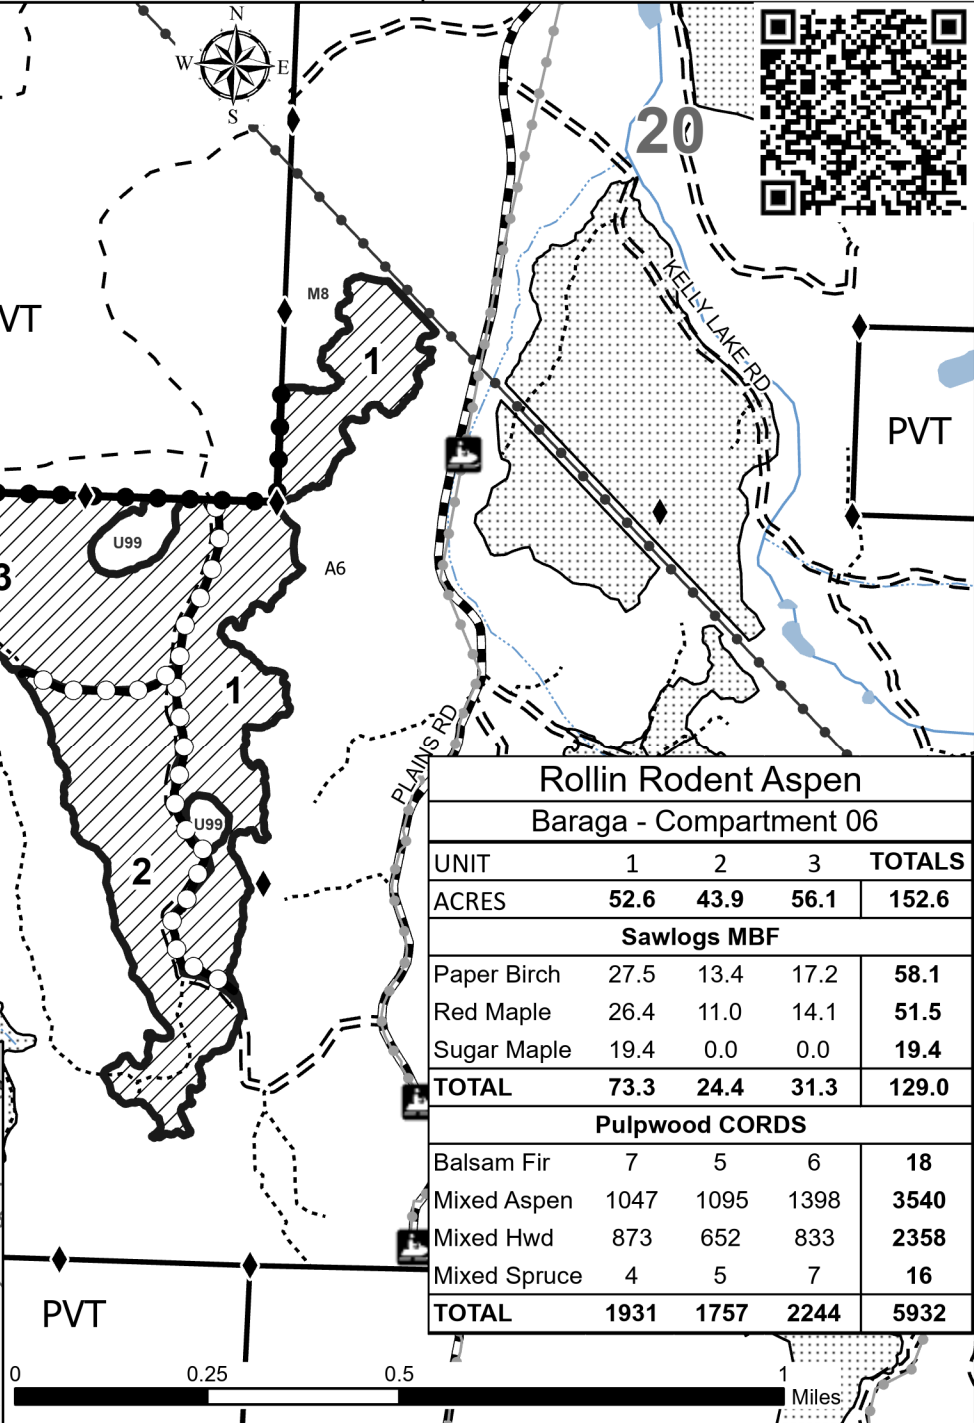 N
W E
S
20
M8
VT
KELLY LAKE RD
1
PVT
U99
3
A6
1
PLAINS RD
U99
2
Rollin Rodent Aspen
Baraga - Compartment 06
UNIT 1 2 3 TOTALS
ACRES 52.6 43.9 56.1 152.6
Sawlogs MBF
Paper Birch 27.5 13.4 17.2 58.1
Red Maple 26.4 11.0 14.1 51.5
Sugar Maple 19.4 0.0 0.0 19.4
TOTAL 73.3 24.4 31.3 129.0
Pulpwood CORDS
Balsam Fir 7 5 6 18
Mixed Aspen 1047 1095 1398 3540
Mixed Hwd 873 652 833 2358
Mixed Spruce 4 5 7 16
TOTAL 1931 1757 2244 5932
PVT
0 0.25 0.5 1
Miles